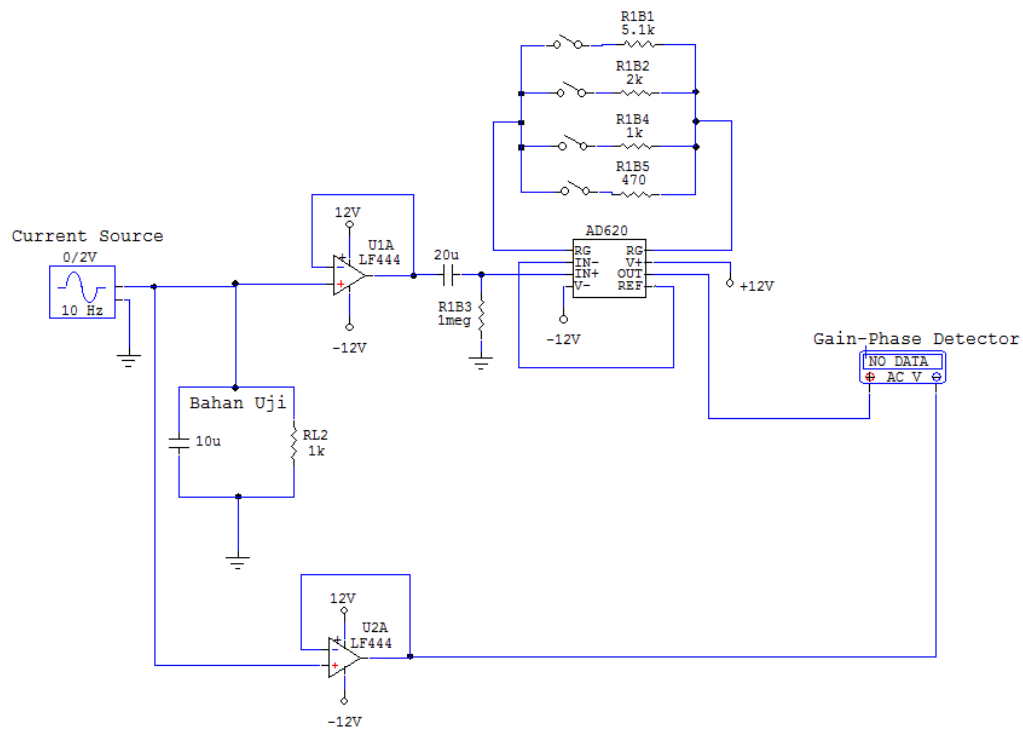 R1B1
5.1k
R1B2
2k
R1B4
1k
R1B5
470
Current Source
0/2V
10 Hz
12V
U1A
LF444
-12V
20u
R1B3
1meg
AD620
RG RG
IN- V+
IN+ OUT
V- REF
+12V
-12V
Gain-Phase Detector
NO DATA
AC V
Bahan Uji
10u
RL2
1k
12V
U2A
LF444
-12V